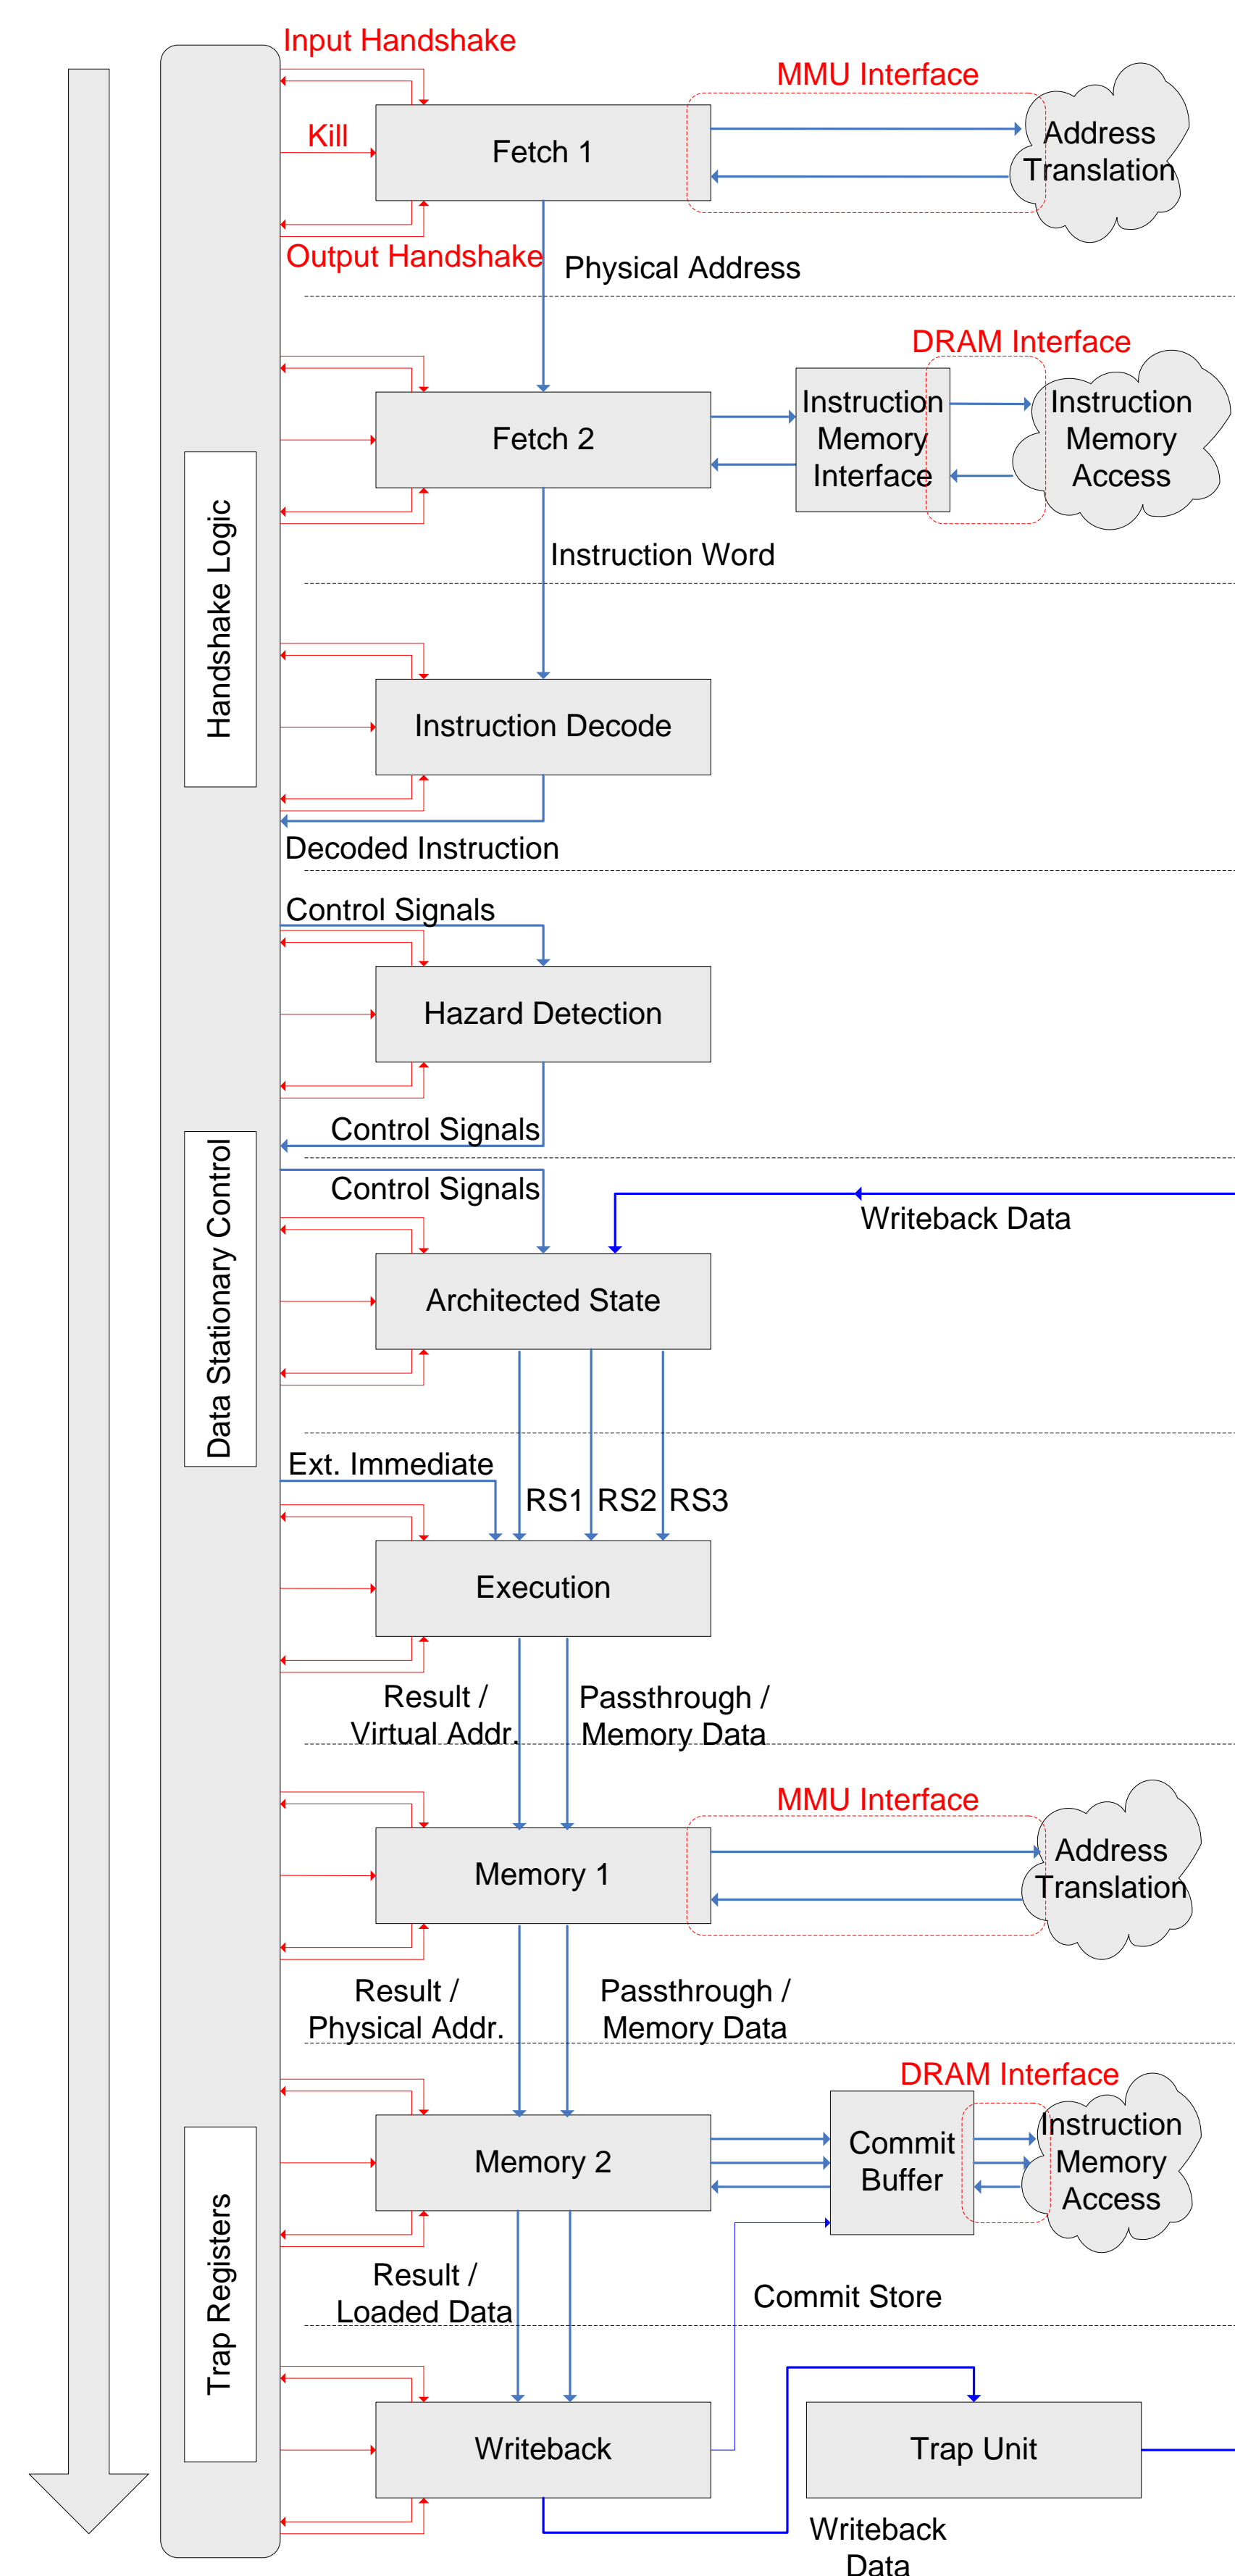 Input Handshake
MMU Interface
Kill
Fetch 1
Address
Translation
Output Handshake
Physical Address
DRAM Interface
Fetch 2
Instruction
Memory
Interface
Instruction
Memory
Access
Handshake Logic
Instruction Word
Instruction Decode
Decoded Instruction
Control Signals
Hazard Detection
Control Signals
Data Stationary Control
Control Signals
Writeback Data
Architected State
Ext. Immediate
RS1
RS2
RS3
Execution
Result /
Virtual Addr.
Passthrough /
Memory Data
MMU Interface
Memory 1
Address
Translation
Result /
Physical Addr.
Passthrough /
Memory Data
DRAM Interface
Memory 2
Commit
Buffer
Instruction
Memory
Access
Trap Registers
Result /
Loaded Data
Commit Store
Writeback
Trap Unit
Writeback
Data